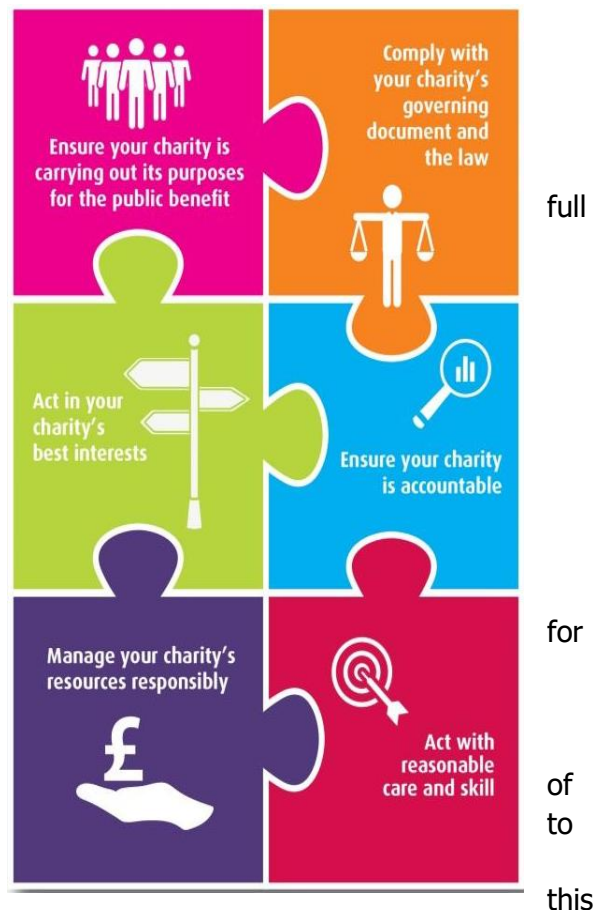 Ensure your charity is
carrying out its purposes
for the public benefit
Comply with
your charity's
governing
document and
the law
full
Act in your
charity's
best interests
Ensure your charity
is accountable
for
Manage your charity's
resources responsibly
£
Act with
reasonable
care and skill
of
to
this